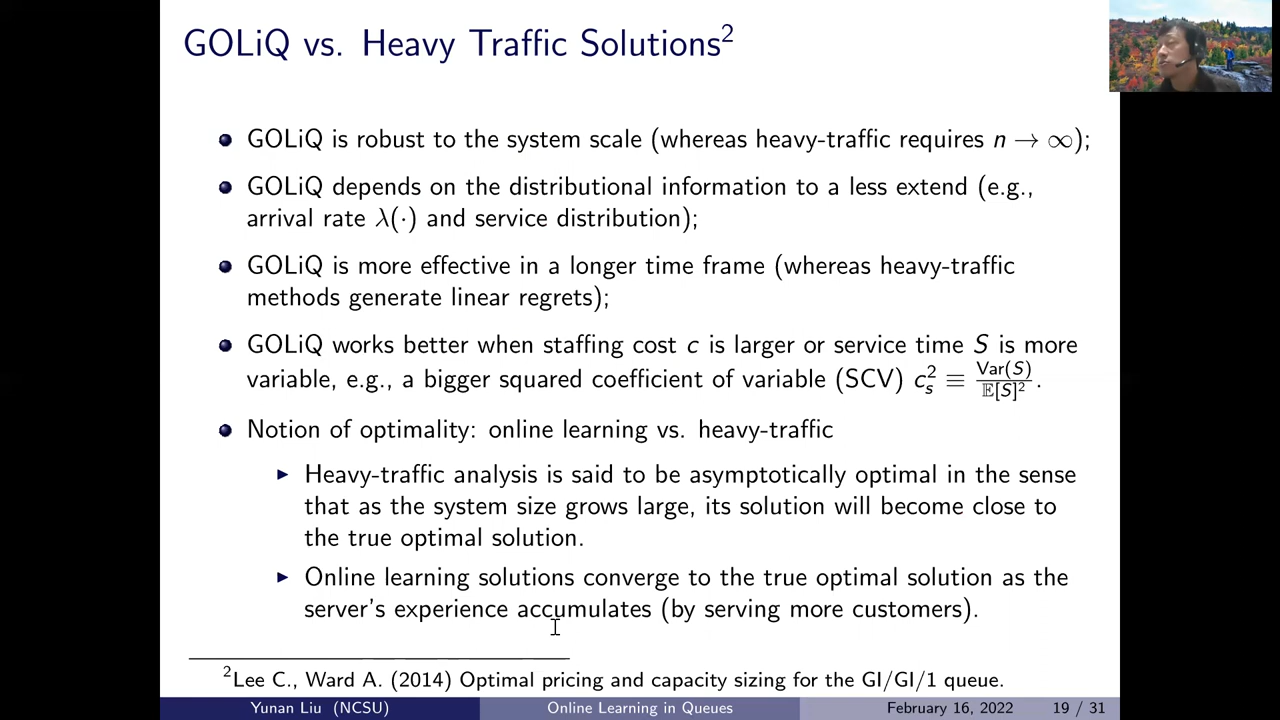 GOLiQ vs. Heavy Traffic Solutions²
GOLiQ is robust to the system scale (whereas heavy-traffic requires n → ∞);
GOLiQ depends on the distributional information to a less extend (e.g.,
arrival rate λ(·) and service distribution);
GOLiQ is more effective in a longer time frame (whereas heavy-traffic
methods generate linear regrets);
GOLiQ works better when staffing cost c is larger or service time S is more
variable, e.g., a bigger squared coefficient of variable (SCV) c_s^2 ≡ Var(S)/𝔼[S]².
Notion of optimality: online learning vs. heavy-traffic
Heavy-traffic analysis is said to be asymptotically optimal in the sense
that as the system size grows large, its solution will become close to
the true optimal solution.
Online learning solutions converge to the true optimal solution as the
server's experience accumulates (by serving more customers).
²Lee C., Ward A. (2014) Optimal pricing and capacity sizing for the GI/GI/1 queue.
Yunan Liu (NCSU) Online Learning in Queues February 16, 2022 19 / 31